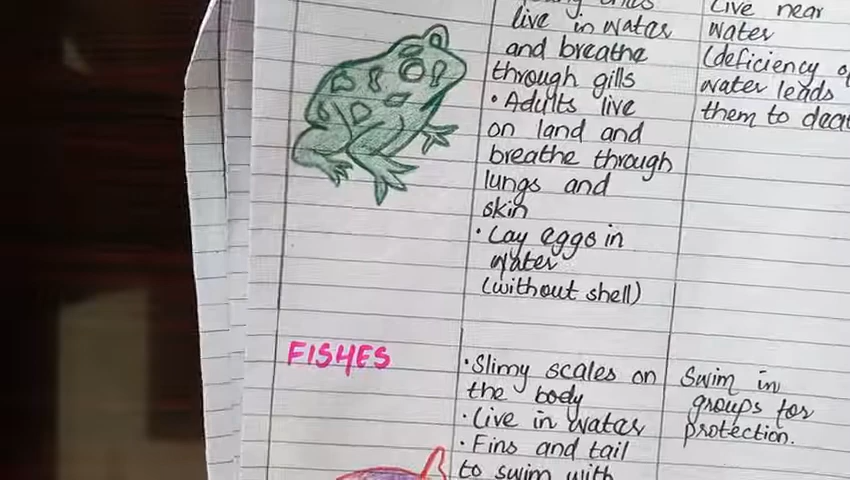 live in water
and breathe
through gills
• Adults live
on land and
breathe through
lungs and
skin
• Lay eggs in
water
(without shell)
Live near
water
(deficiency
water leads
them to
FISHES
• Slimy scales on
the body
• Live in water
• Fins and tail
to swim with
Swim in
groups for
protection.